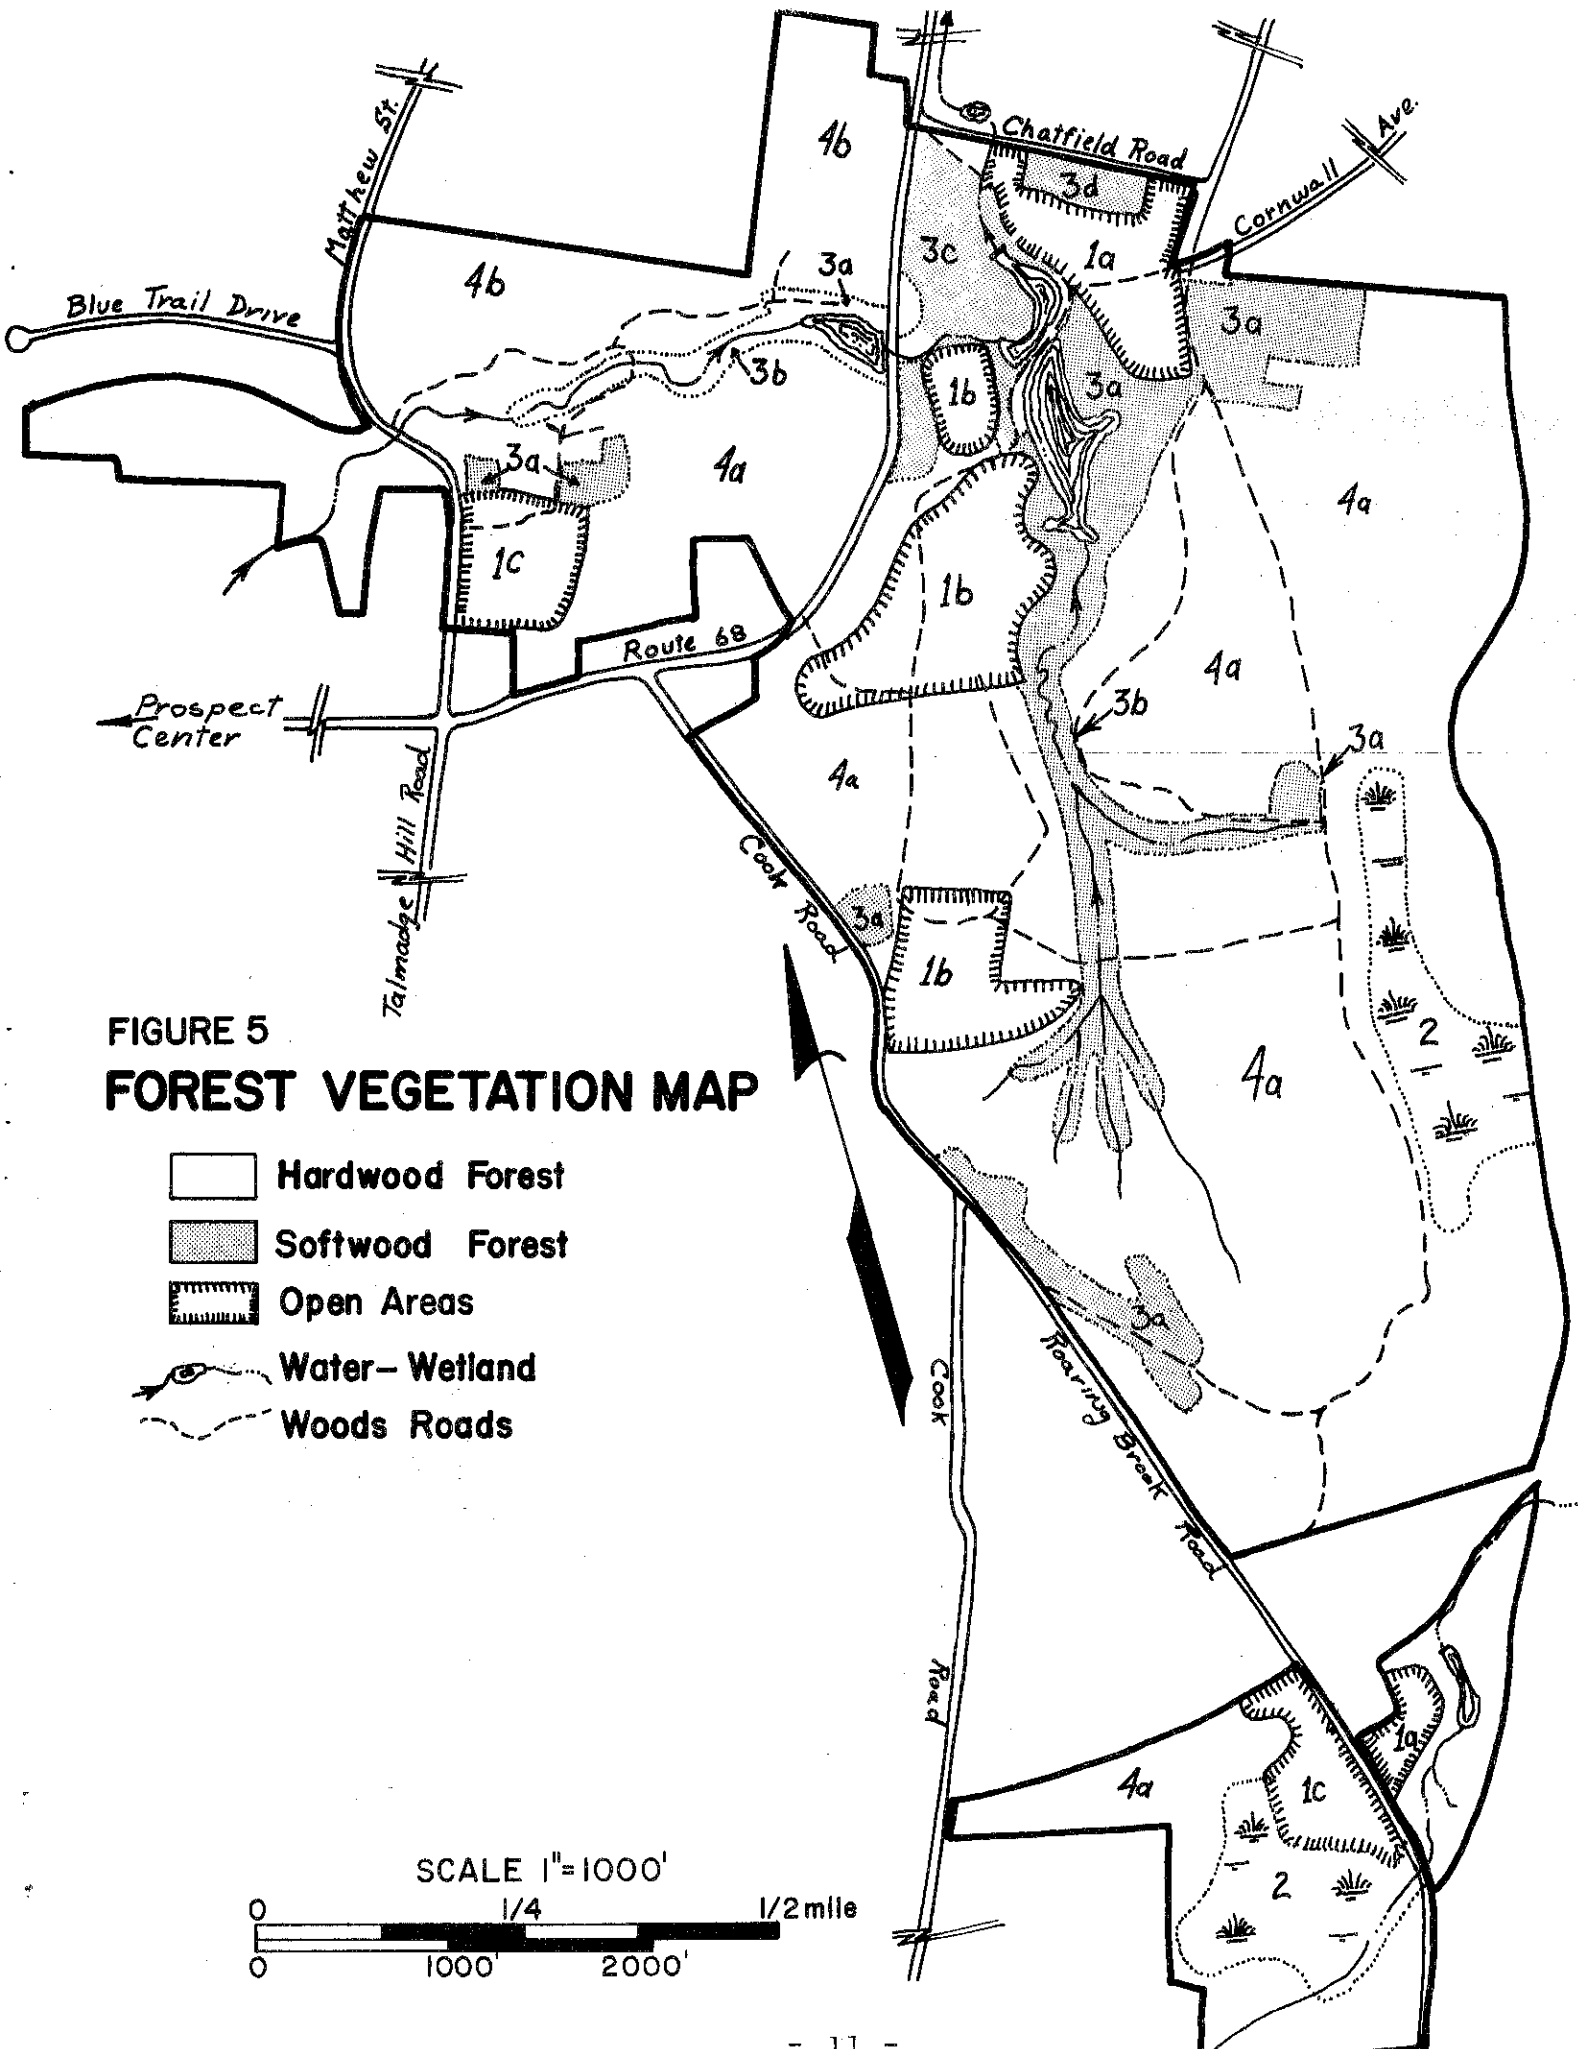 Matthew St.
4b
Chatfield Road
Cornwall Ave.
3d
3c
1a
3a
4b
Blue Trail Drive
3a
3b
1b
3a
3a
4a
4a
1c
1b
Route 68
4a
Prospect
Center
3b
3a
4a
Talmadge Hill Road
Cook Road
3a
1b
2
4a
FIGURE 5
FOREST VEGETATION MAP
Hardwood Forest
Softwood Forest
Open Areas
Water-Wetland
Woods Roads
3a
Cook Road
Roaring Brook Road
1a
4a
1c
2
SCALE 1"=1000'
0 1/4 1/2 mile
0 1000' 2000'
- 11 -